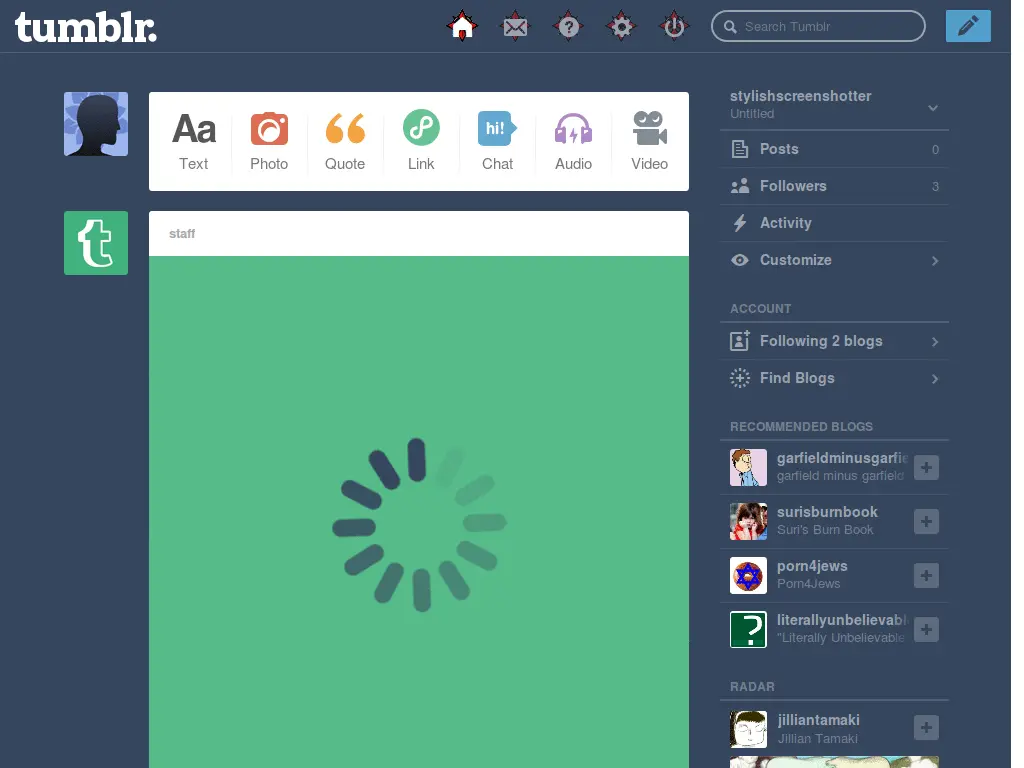 tumblr.
Search Tumblr
Aa
Text
Photo
Quote
Link
hi!
Chat
Audio
Video
staff
stylishscreenshotter
Untitled
Posts 0
Followers 3
Activity
Customize
ACCOUNT
Following 2 blogs
Find Blogs
RECOMMENDED BLOGS
garfieldminusgarfie
garfield minus garfield
surisburnbook
Suri's Burn Book
porn4jews
Porn4Jews
literallyunbelievabl
"Literally Unbelievable
RADAR
jilliantamaki
Jillian Tamaki